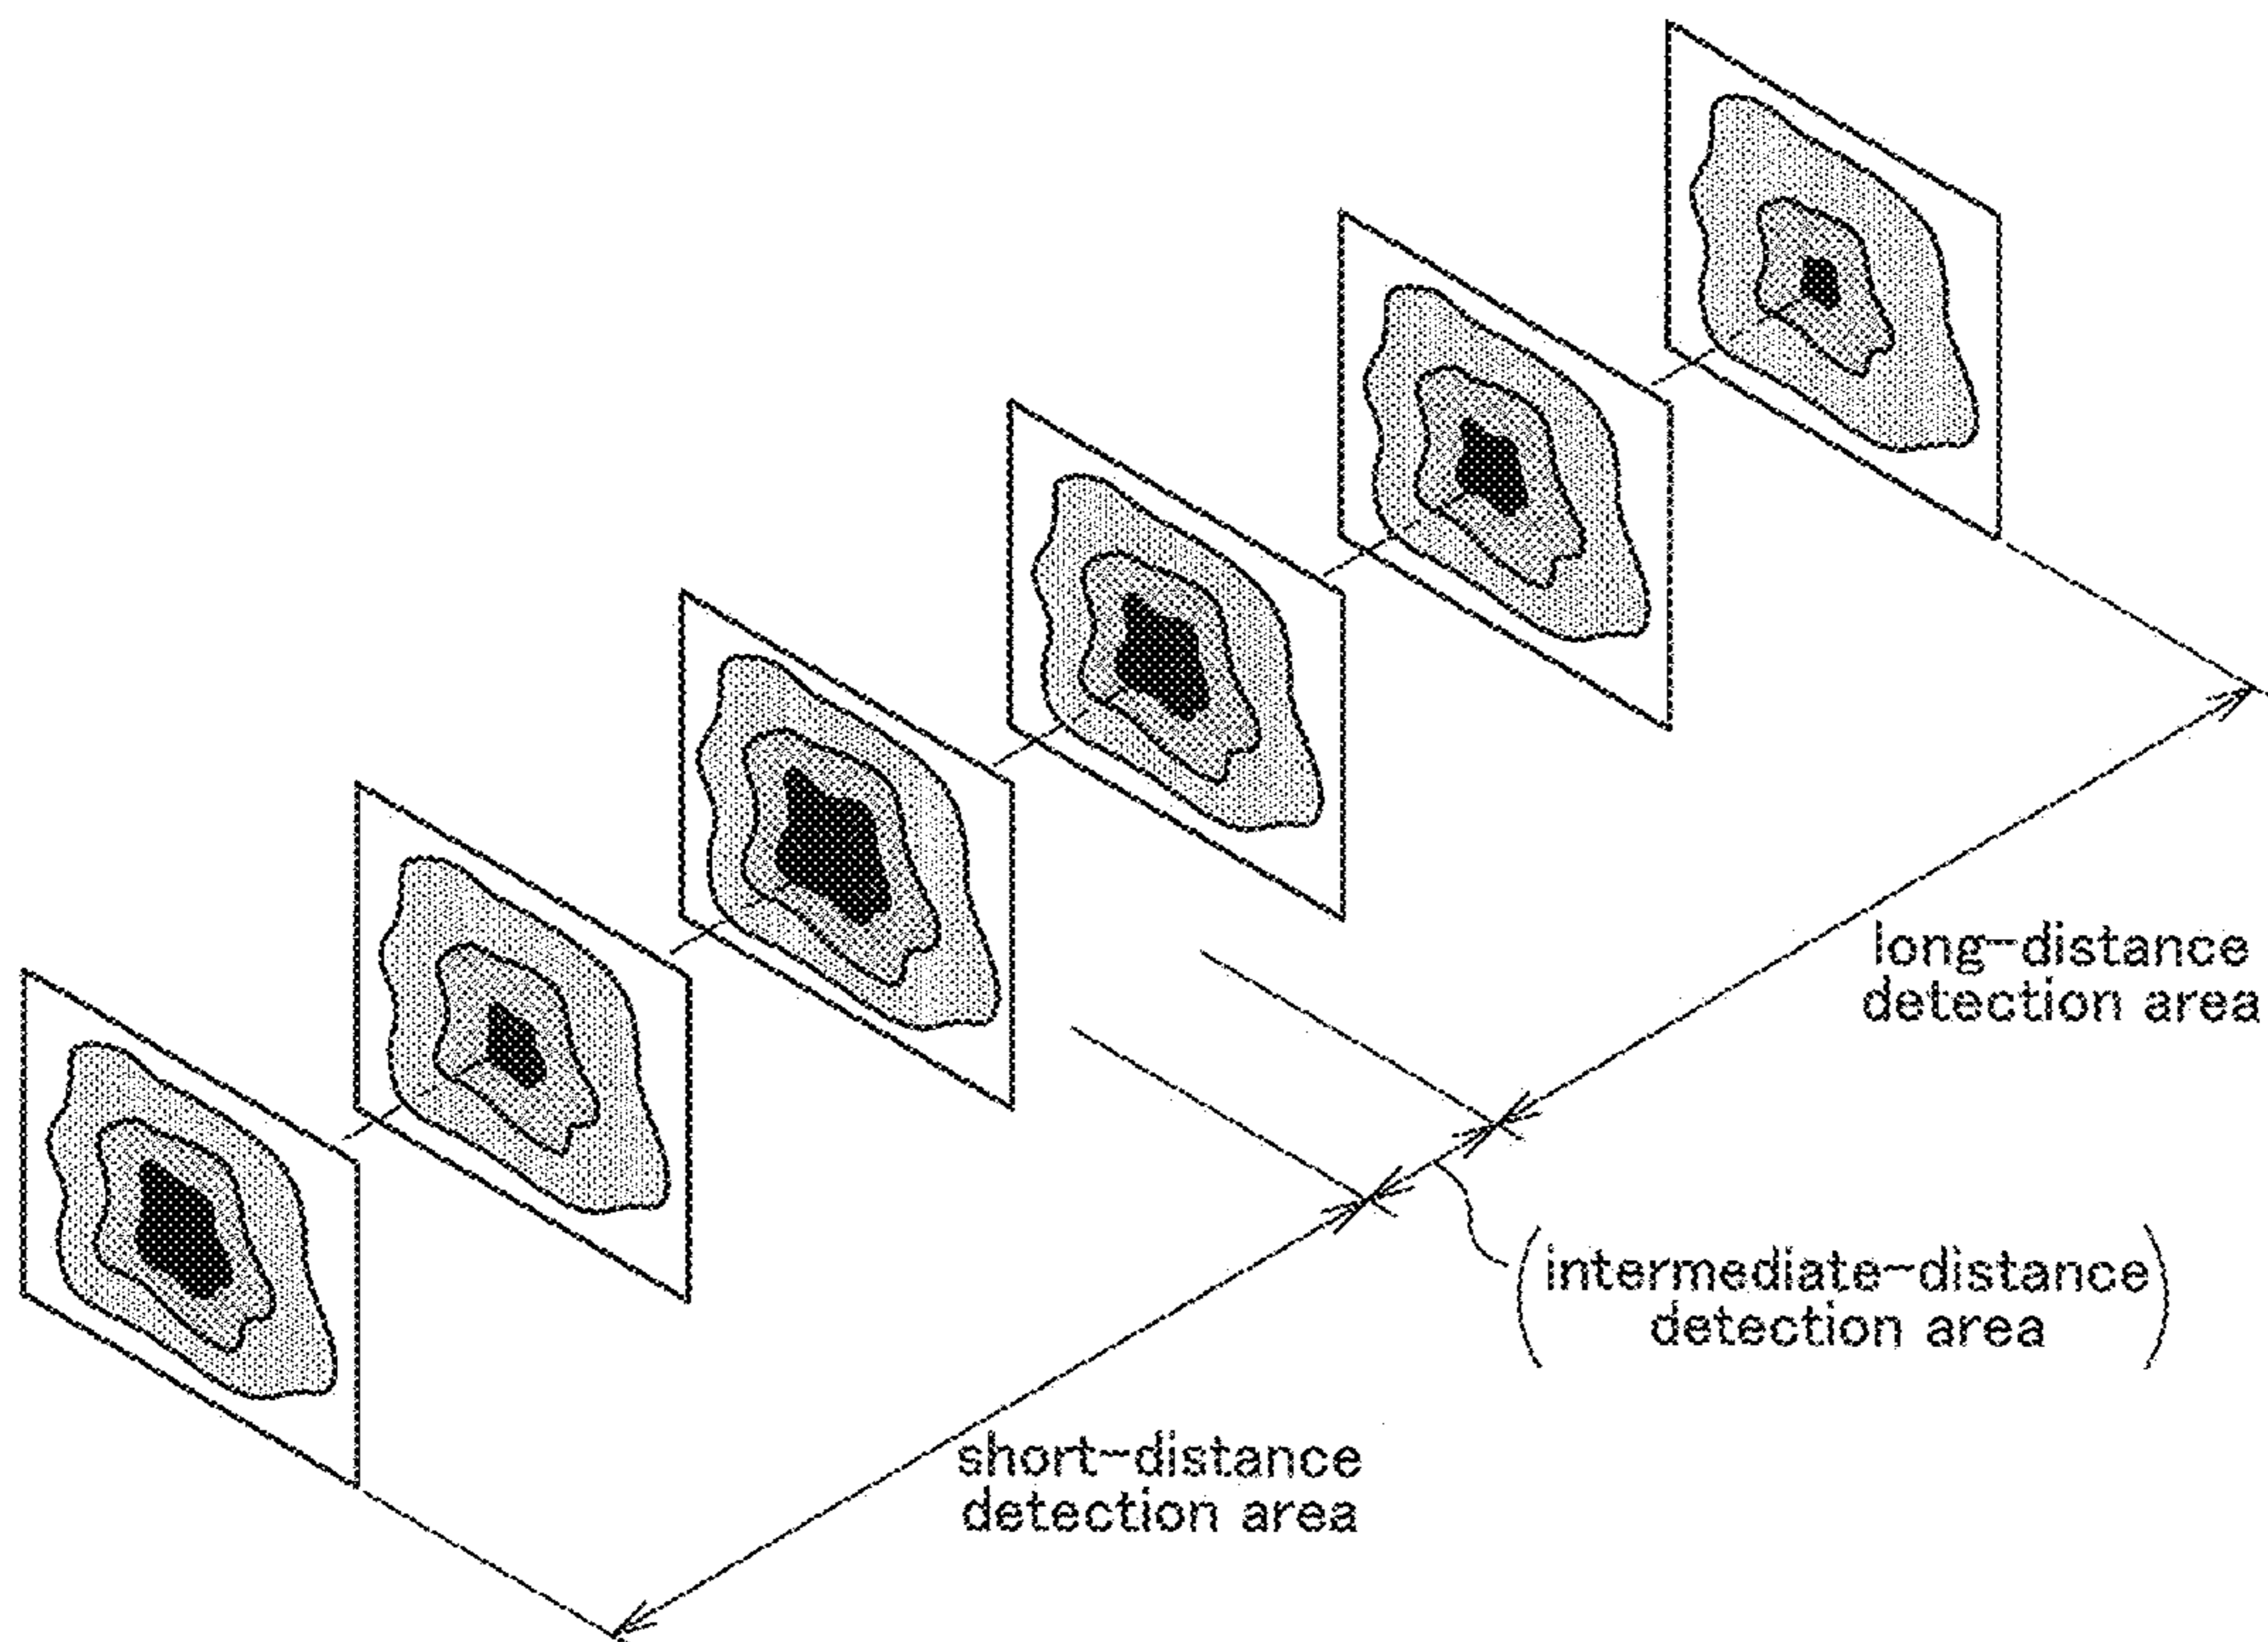 long-distance
detection area
(intermediate-distance
detection area)
short-distance
detection area